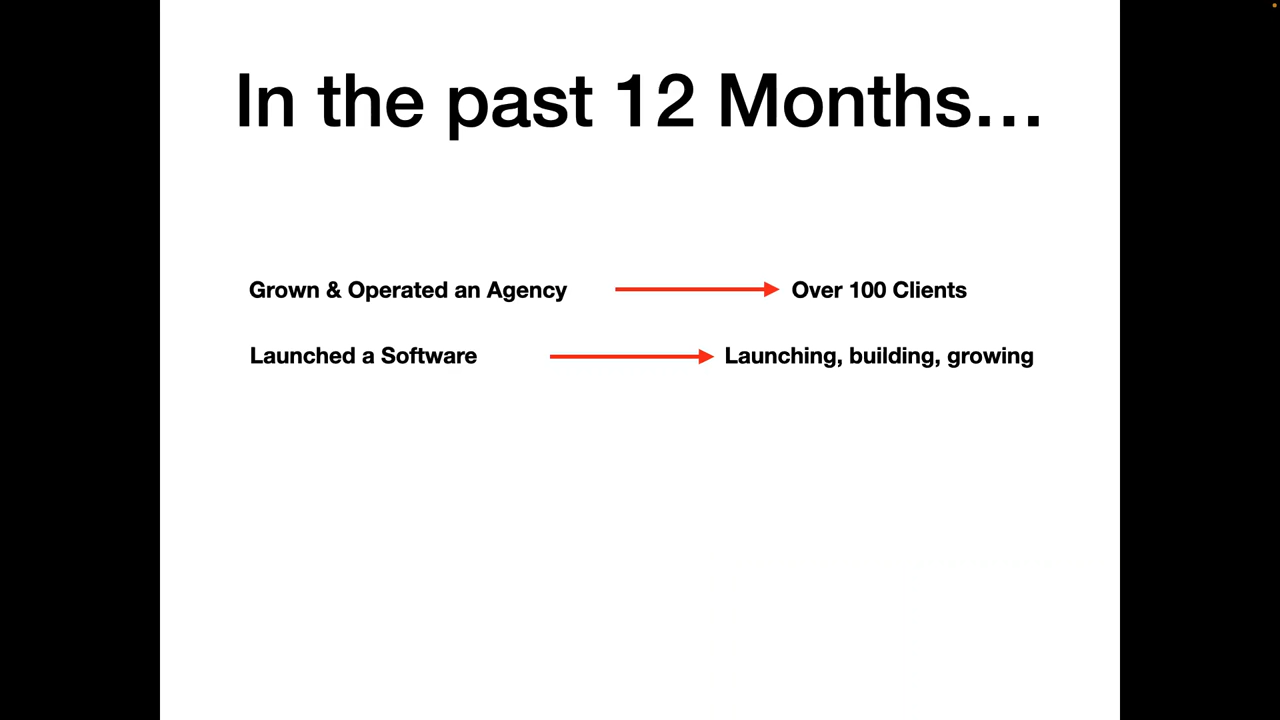 In the past 12 Months…
Grown & Operated an Agency Over 100 Clients
Launched a Software Launching, building, growing